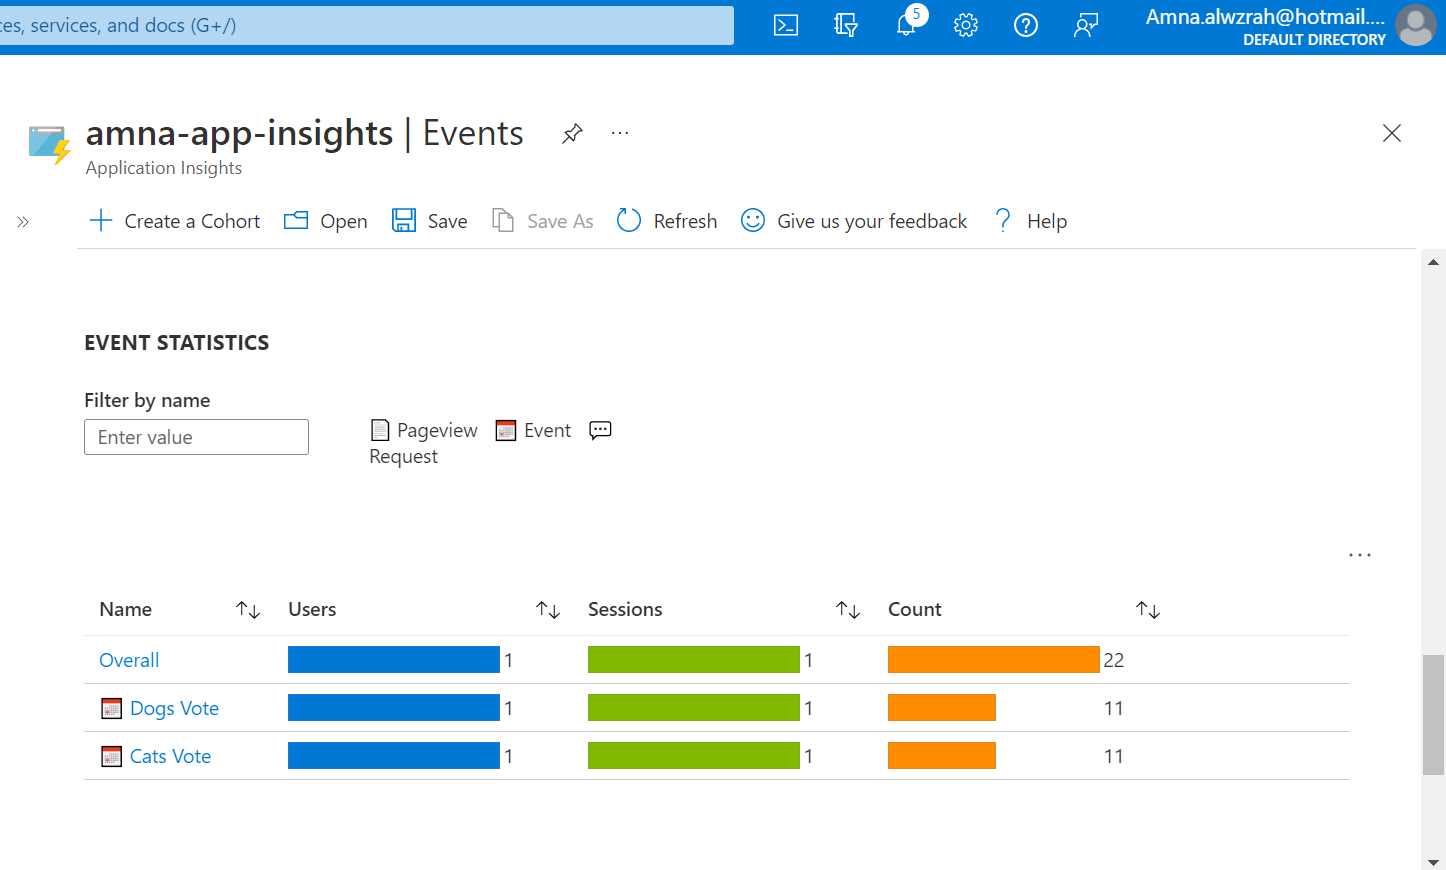 ces, services, and docs (G+/)
5
Amna.alwzrah@hotmail....
DEFAULT DIRECTORY
amna-app-insights | Events
Application Insights
Create a Cohort Open Save Save As Refresh Give us your feedback Help
EVENT STATISTICS
Filter by name
Enter value
Pageview Event
Request
Name Users Sessions Count
Overall 1 1 22
Dogs Vote 1 1 11
Cats Vote 1 1 11